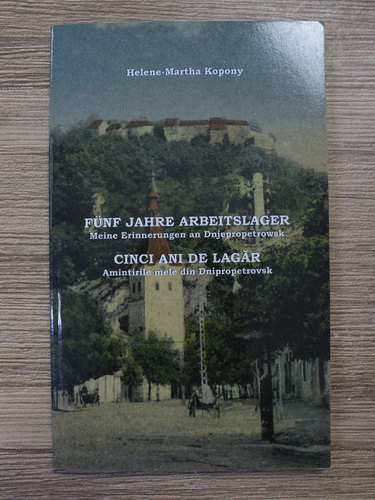 Helene-Martha Kopony
FÜNF JAHRE ARBEITSLAGER
Meine Erinnerungen an Dnjepropetrowsk
CINCI ANI DE LAGĂR
Amintirile mele din Dnipropetrovsk